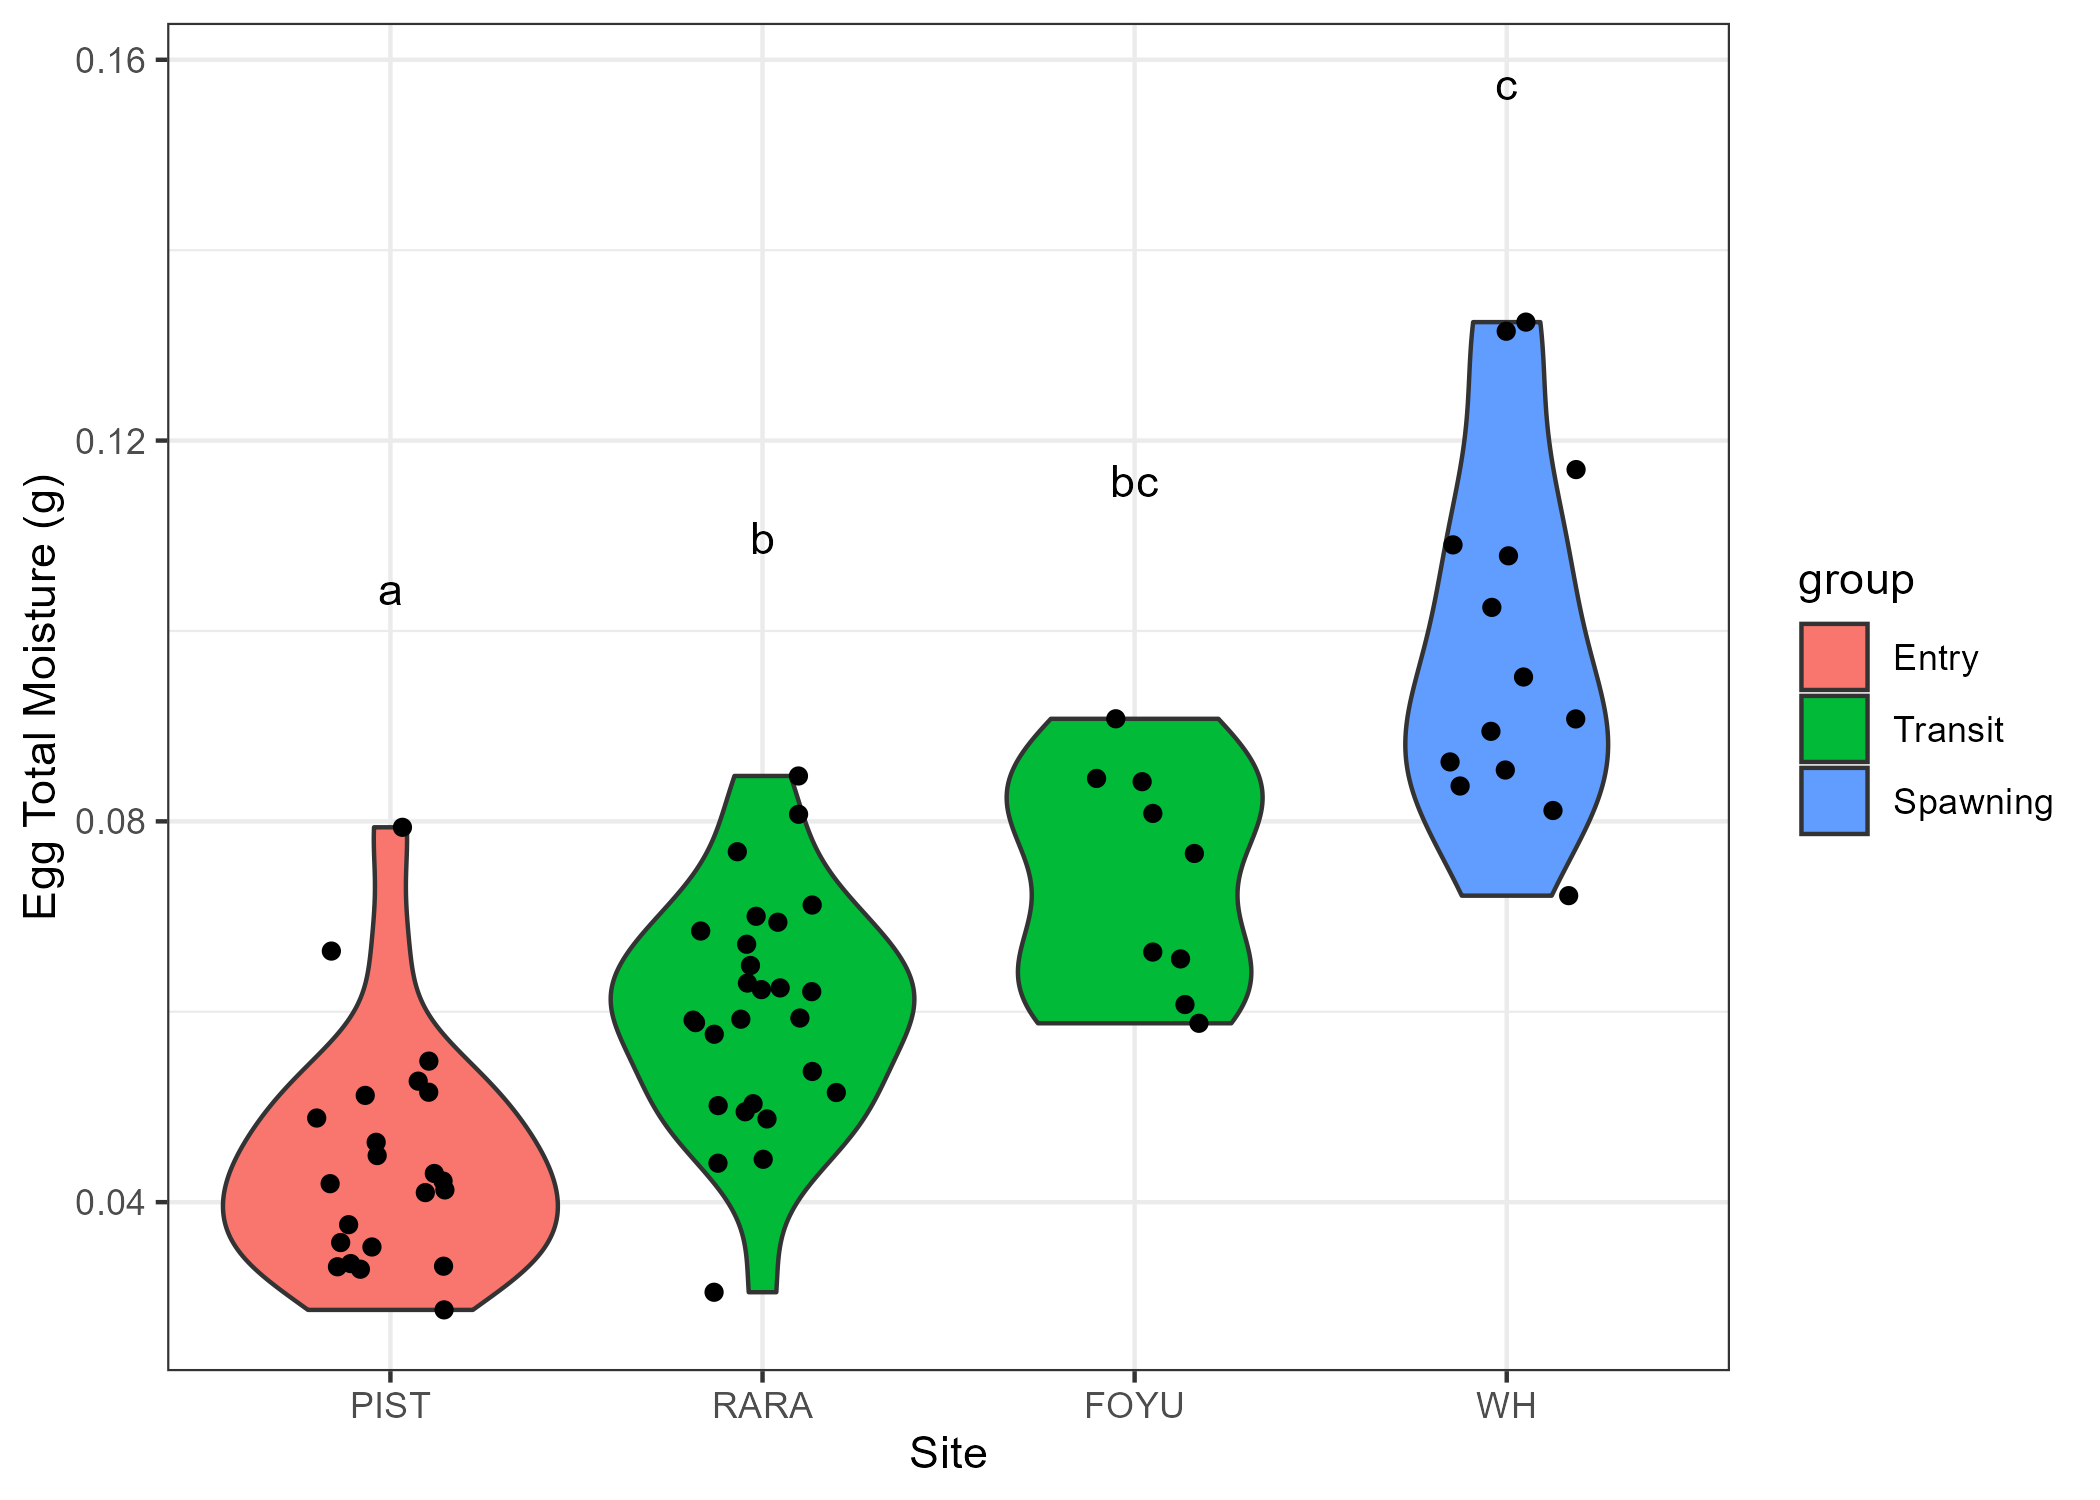 0.16
0.12
0.08
0.04
Egg Total Moisture (g)
a
b
bc
c
PIST
RARA
FOYU
WH
Site
group
Entry
Transit
Spawning